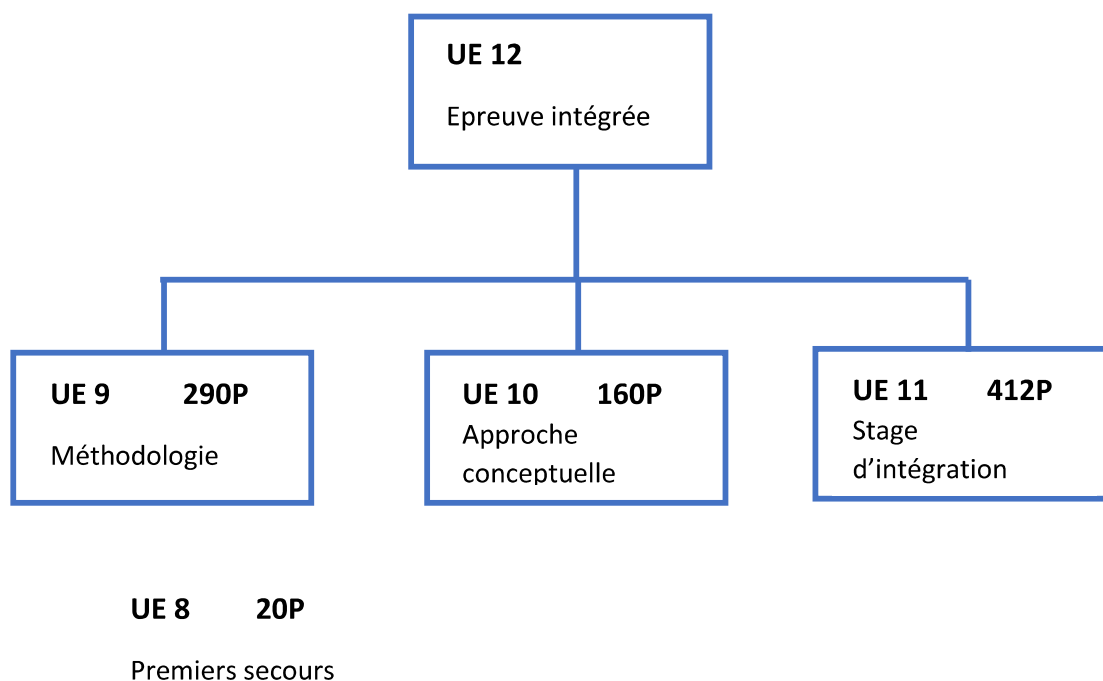 UE 12
Epreuve intégrée
UE 9 290P
Méthodologie
UE 10 160P
Approche
conceptuelle
UE 11 412P
Stage
d’intégration
UE 8 20P
Premiers secours